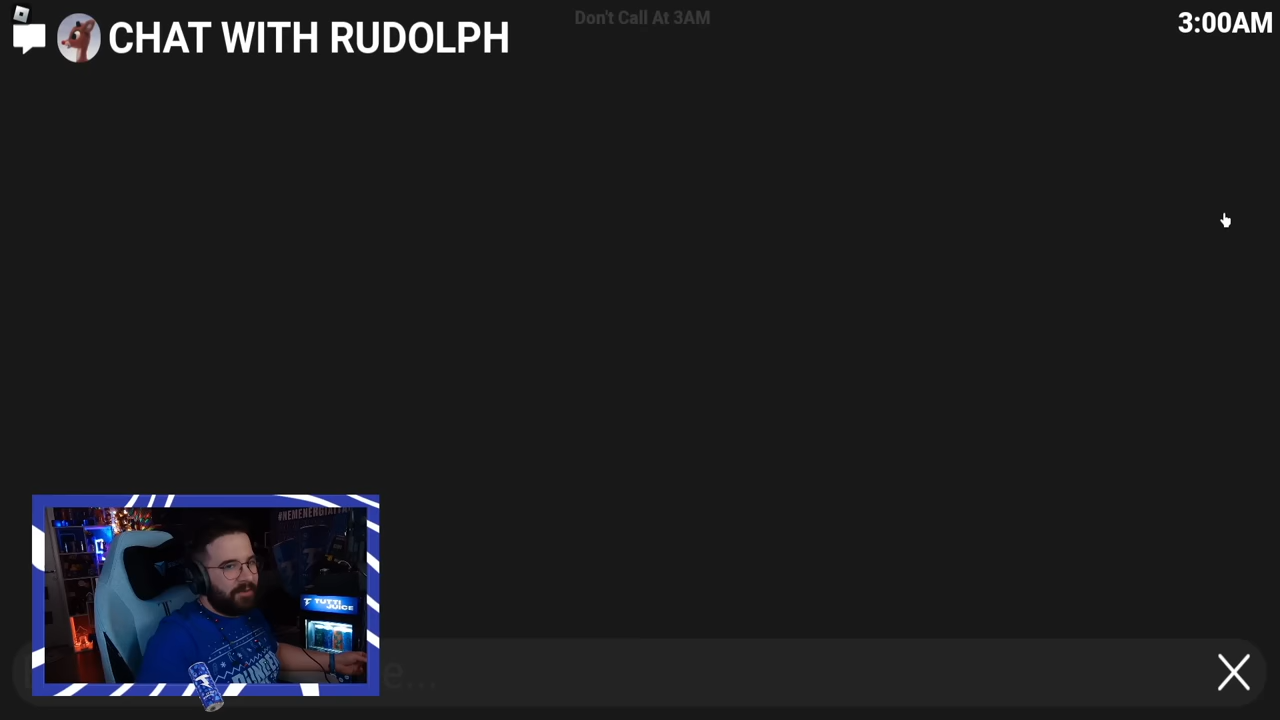 Don't Call At 3AM
3:00AM
CHAT WITH RUDOLPH
TUTTI
JUICE
e...